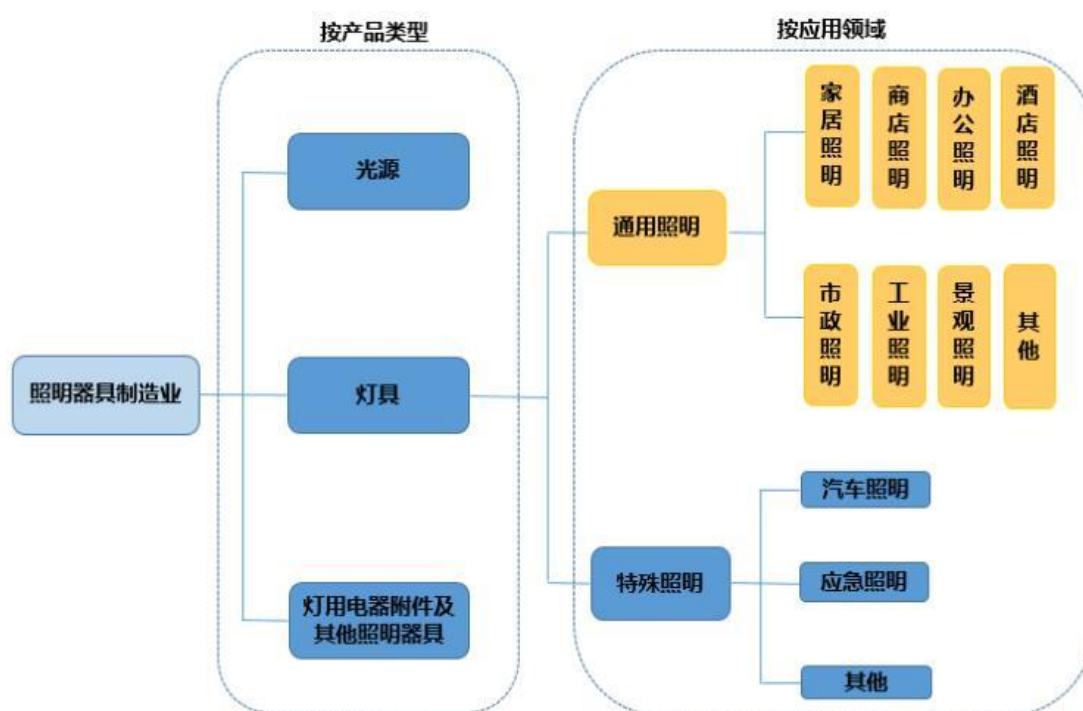 按产品类型
按应用领域
照明器具制造业
光源
灯具
灯用电器附件及
其他照明器具
通用照明
家居照明
商店照明
办公照明
酒店照明
市政照明
工业照明
景观照明
其他
特殊照明
汽车照明
应急照明
其他